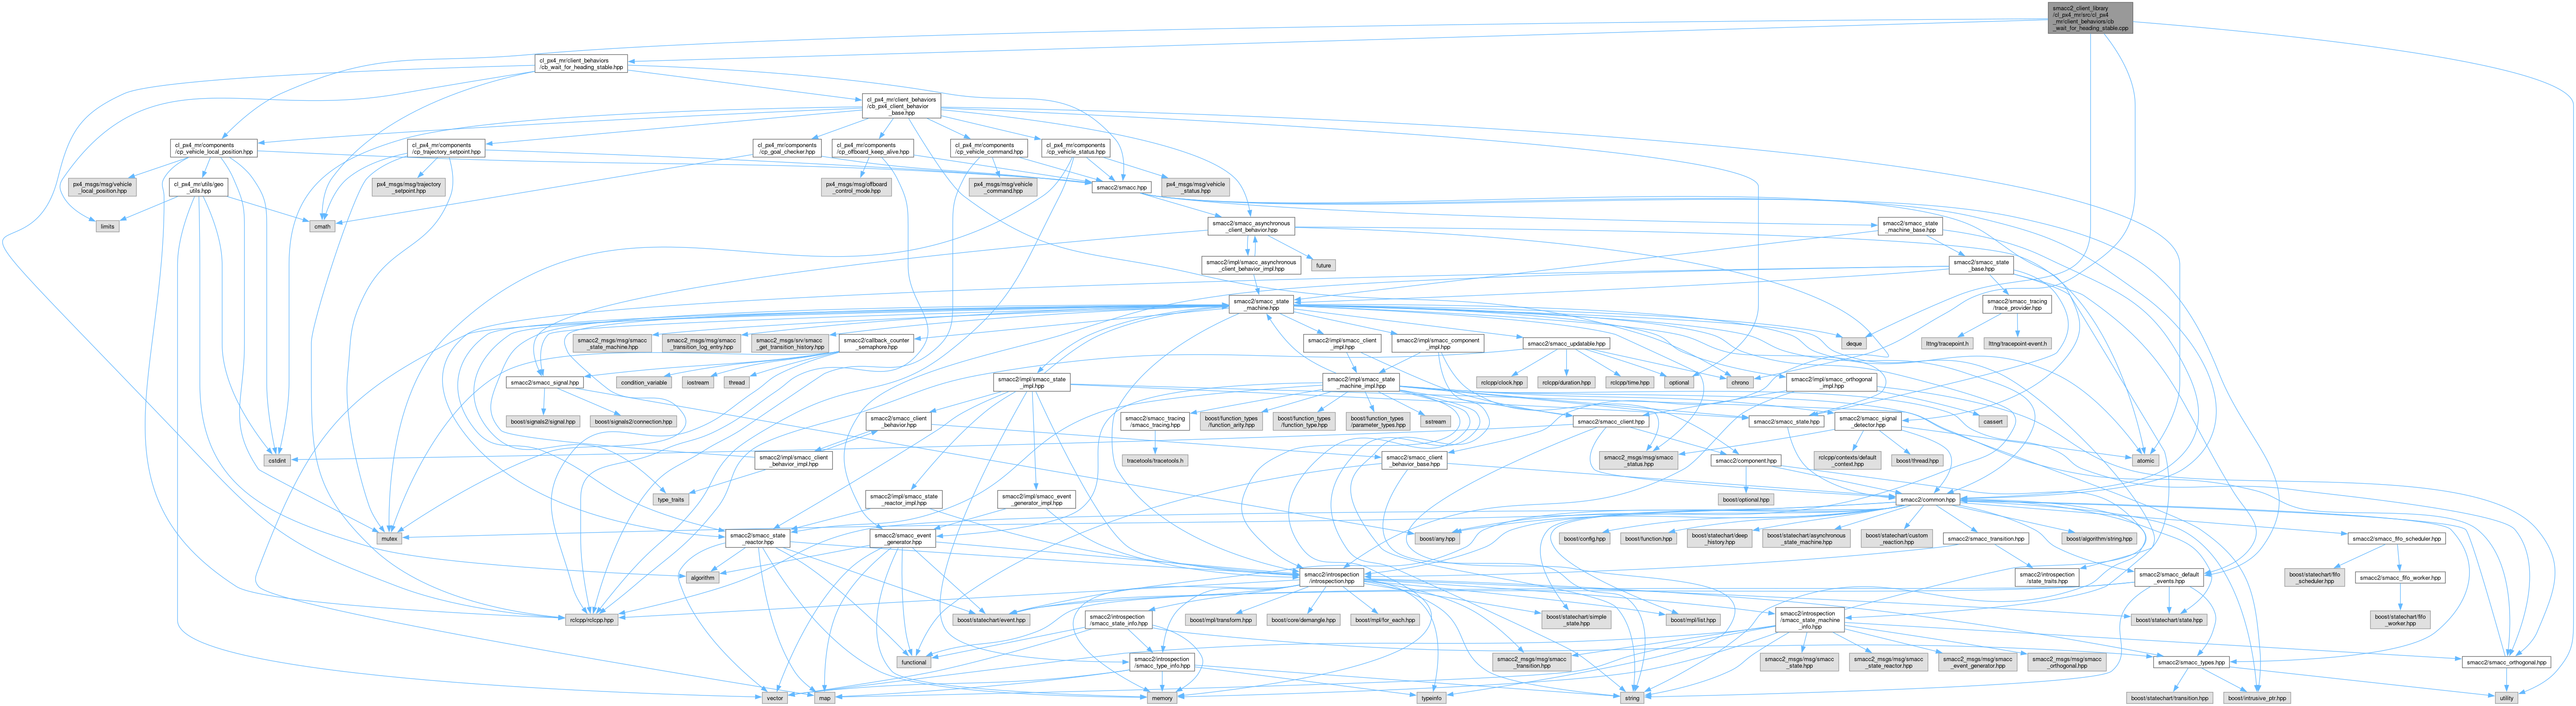 smacc2_client_library
/cl_px4_mr/src/cl_px4
_mr/client_behaviors/cb
_wait_for_heading_stable.cpp
cl_px4_mr/client_behaviors
/cb_wait_for_heading_stable.hpp
cl_px4_mr/client_behaviors
/cb_px4_client_behavior
_base.hpp
cl_px4_mr/components
/cp_vehicle_local_position.hpp
cl_px4_mr/components
/cp_trajectory_setpoint.hpp
cl_px4_mr/components
/cp_goal_checker.hpp
cl_px4_mr/components
/cp_offboard_keep_alive.hpp
cl_px4_mr/components
/cp_vehicle_command.hpp
cl_px4_mr/components
/cp_vehicle_status.hpp
px4_msgs/msg/vehicle
_local_position.hpp
cl_px4_mr/utils/geo
_utils.hpp
px4_msgs/msg/trajectory
_setpoint.hpp
px4_msgs/msg/offboard
_control_mode.hpp
px4_msgs/msg/vehicle
_command.hpp
smacc2/smacc.hpp
px4_msgs/msg/vehicle
_status.hpp
limits
cmath
smacc2/smacc_asynchronous
_client_behavior.hpp
smacc2/smacc_state
_machine_base.hpp
smacc2/impl/smacc_asynchronous
_client_behavior_impl.hpp
future
smacc2/smacc_state
_base.hpp
smacc2/smacc_state
_machine.hpp
smacc2/smacc_tracing
/trace_provider.hpp
smacc2_msgs/msg/smacc
_state_machine.hpp
smacc2_msgs/msg/smacc
_transition_log_entry.hpp
smacc2_msgs/srv/smacc
_get_transition_history.hpp
smacc2/callback_counter
_semaphore.hpp
smacc2/impl/smacc_client
_impl.hpp
smacc2/impl/smacc_component
_impl.hpp
smacc2/smacc_updatable.hpp
deque
lttng/tracepoint.h
lttng/tracepoint-event.h
smacc2/smacc_signal.hpp
condition_variable
iostream
thread
smacc2/impl/smacc_state
_impl.hpp
smacc2/impl/smacc_state
_machine_impl.hpp
rclcpp/clock.hpp
rclcpp/duration.hpp
rclcpp/time.hpp
optional
chrono
smacc2/impl/smacc_orthogonal
_impl.hpp
boost/signals2/signal.hpp
boost/signals2/connection.hpp
smacc2/smacc_client
_behavior.hpp
smacc2/smacc_tracing
/smacc_tracing.hpp
boost/function_types
/function_arity.hpp
boost/function_types
/function_type.hpp
boost/function_types
/parameter_types.hpp
sstream
smacc2/smacc_client.hpp
smacc2/smacc_state.hpp
smacc2/smacc_signal
_detector.hpp
cassert
cstdint
smacc2/impl/smacc_client
_behavior_impl.hpp
tracetools/tracetools.h
smacc2/smacc_client
_behavior_base.hpp
smacc2_msgs/msg/smacc
_status.hpp
smacc2/component.hpp
rclcpp/contexts/default
_context.hpp
boost/thread.hpp
atomic
type_traits
smacc2/impl/smacc_state
_reactor_impl.hpp
smacc2/impl/smacc_event
_generator_impl.hpp
boost/optional.hpp
smacc2/common.hpp
mutex
smacc2/smacc_state
_reactor.hpp
smacc2/smacc_event
_generator.hpp
boost/any.hpp
boost/config.hpp
boost/function.hpp
boost/statechart/deep
_history.hpp
boost/statechart/asynchronous
_state_machine.hpp
boost/statechart/custom
_reaction.hpp
smacc2/smacc_transition.hpp
boost/algorithm/string.hpp
smacc2/smacc_fifo_scheduler.hpp
algorithm
smacc2/introspection
/introspection.hpp
smacc2/introspection
/state_traits.hpp
smacc2/smacc_default
_events.hpp
boost/statechart/fifo
_scheduler.hpp
smacc2/smacc_fifo_worker.hpp
rclcpp/rclcpp.hpp
boost/statechart/event.hpp
smacc2/introspection
/smacc_state_info.hpp
boost/mpl/transform.hpp
boost/core/demangle.hpp
boost/mpl/for_each.hpp
boost/statechart/simple
_state.hpp
boost/mpl/list.hpp
smacc2/introspection
/smacc_state_machine
_info.hpp
boost/statechart/state.hpp
boost/statechart/fifo
_worker.hpp
functional
smacc2/introspection
/smacc_type_info.hpp
smacc2_msgs/msg/smacc
_transition.hpp
smacc2_msgs/msg/smacc
_state.hpp
smacc2_msgs/msg/smacc
_state_reactor.hpp
smacc2_msgs/msg/smacc
_event_generator.hpp
smacc2_msgs/msg/smacc
_orthogonal.hpp
smacc2/smacc_types.hpp
smacc2/smacc_orthogonal.hpp
vector
map
memory
string
typeinfo
boost/statechart/transition.hpp
boost/intrusive_ptr.hpp
utility